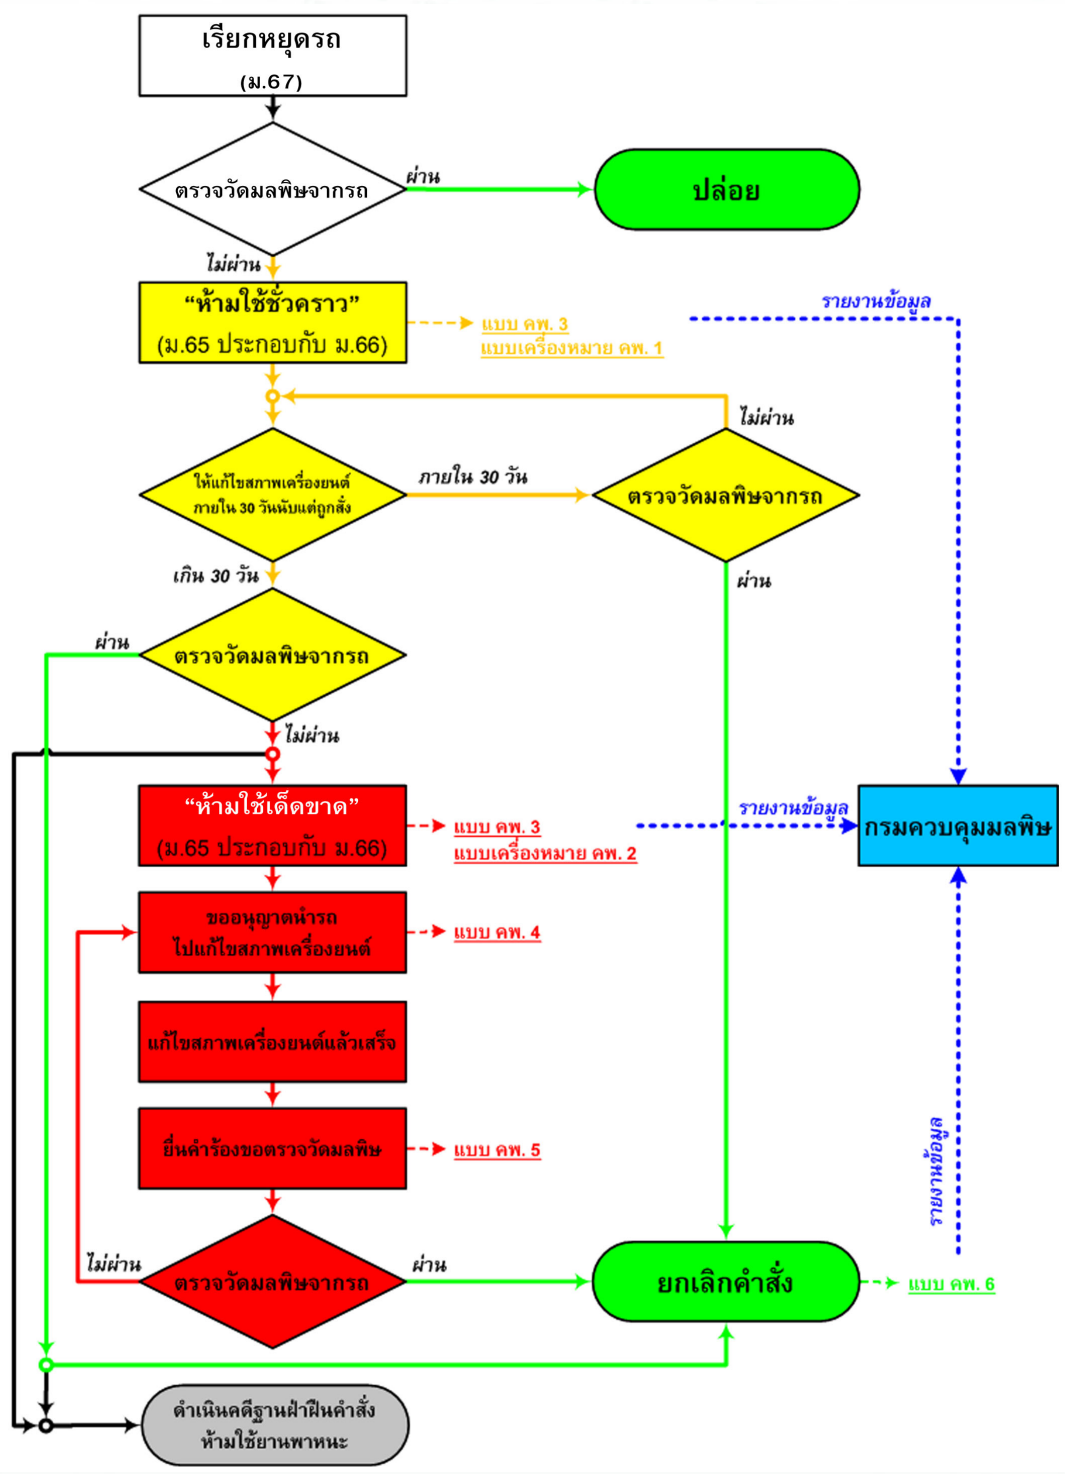 เรียกหยุดรถ
(ม.67)
ตรวจวัดมลพิษจากรถ
ผ่าน
ปล่อย
ไม่ผ่าน
“ห้ามใช้ชั่วคราว”
(ม.65 ประกอบกับ ม.66)
แบบ คพ. 3
แบบเครื่องหมาย คพ. 1
รายงานข้อมูล
ไม่ผ่าน
ให้แก้ไขสภาพเครื่องยนต์
ภายใน 30 วันนับแต่ถูกสั่ง
ภายใน 30 วัน
ตรวจวัดมลพิษจากรถ
เกิน 30 วัน
ผ่าน
ผ่าน
ตรวจวัดมลพิษจากรถ
ไม่ผ่าน
“ห้ามใช้เด็ดขาด”
(ม.65 ประกอบกับ ม.66)
แบบ คพ. 3
แบบเครื่องหมาย คพ. 2
รายงานข้อมูล
กรมควบคุมมลพิษ
ขออนุญาตนำรถ
ไปแก้ไขสภาพเครื่องยนต์
แบบ คพ. 4
แก้ไขสภาพเครื่องยนต์แล้วเสร็จ
ยื่นคำร้องขอตรวจวัดมลพิษ
แบบ คพ. 5
รายงานข้อมูล
ไม่ผ่าน
ตรวจวัดมลพิษจากรถ
ผ่าน
ยกเลิกคำสั่ง
แบบ คพ. 6
ดำเนินคดีฐานฝ่าฝืนคำสั่ง
ห้ามใช้ยานพาหนะ